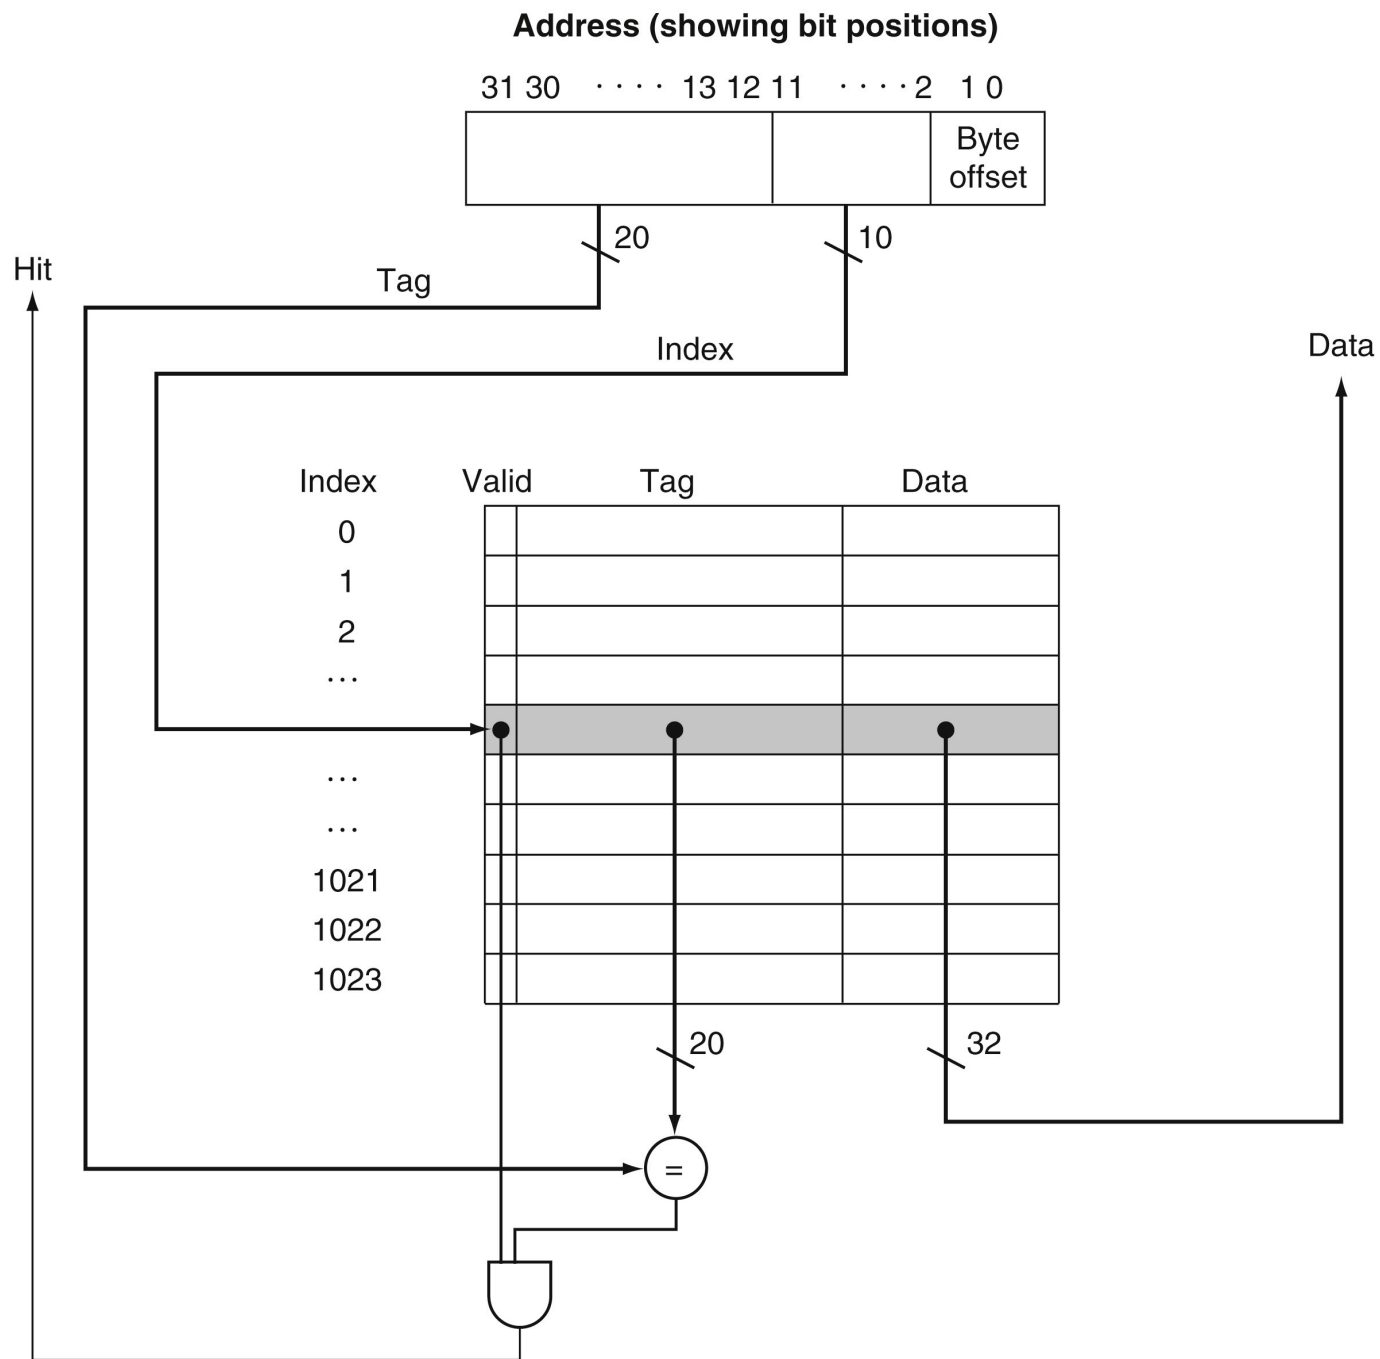 Address (showing bit positions)
31 30 · · · · 13 12 11 · · · · 2 1 0
Byte
offset
20 10
Hit
Tag
Index
Data
Index Valid Tag Data
0
1
2
...
...
...
1021
1022
1023
20 32
=